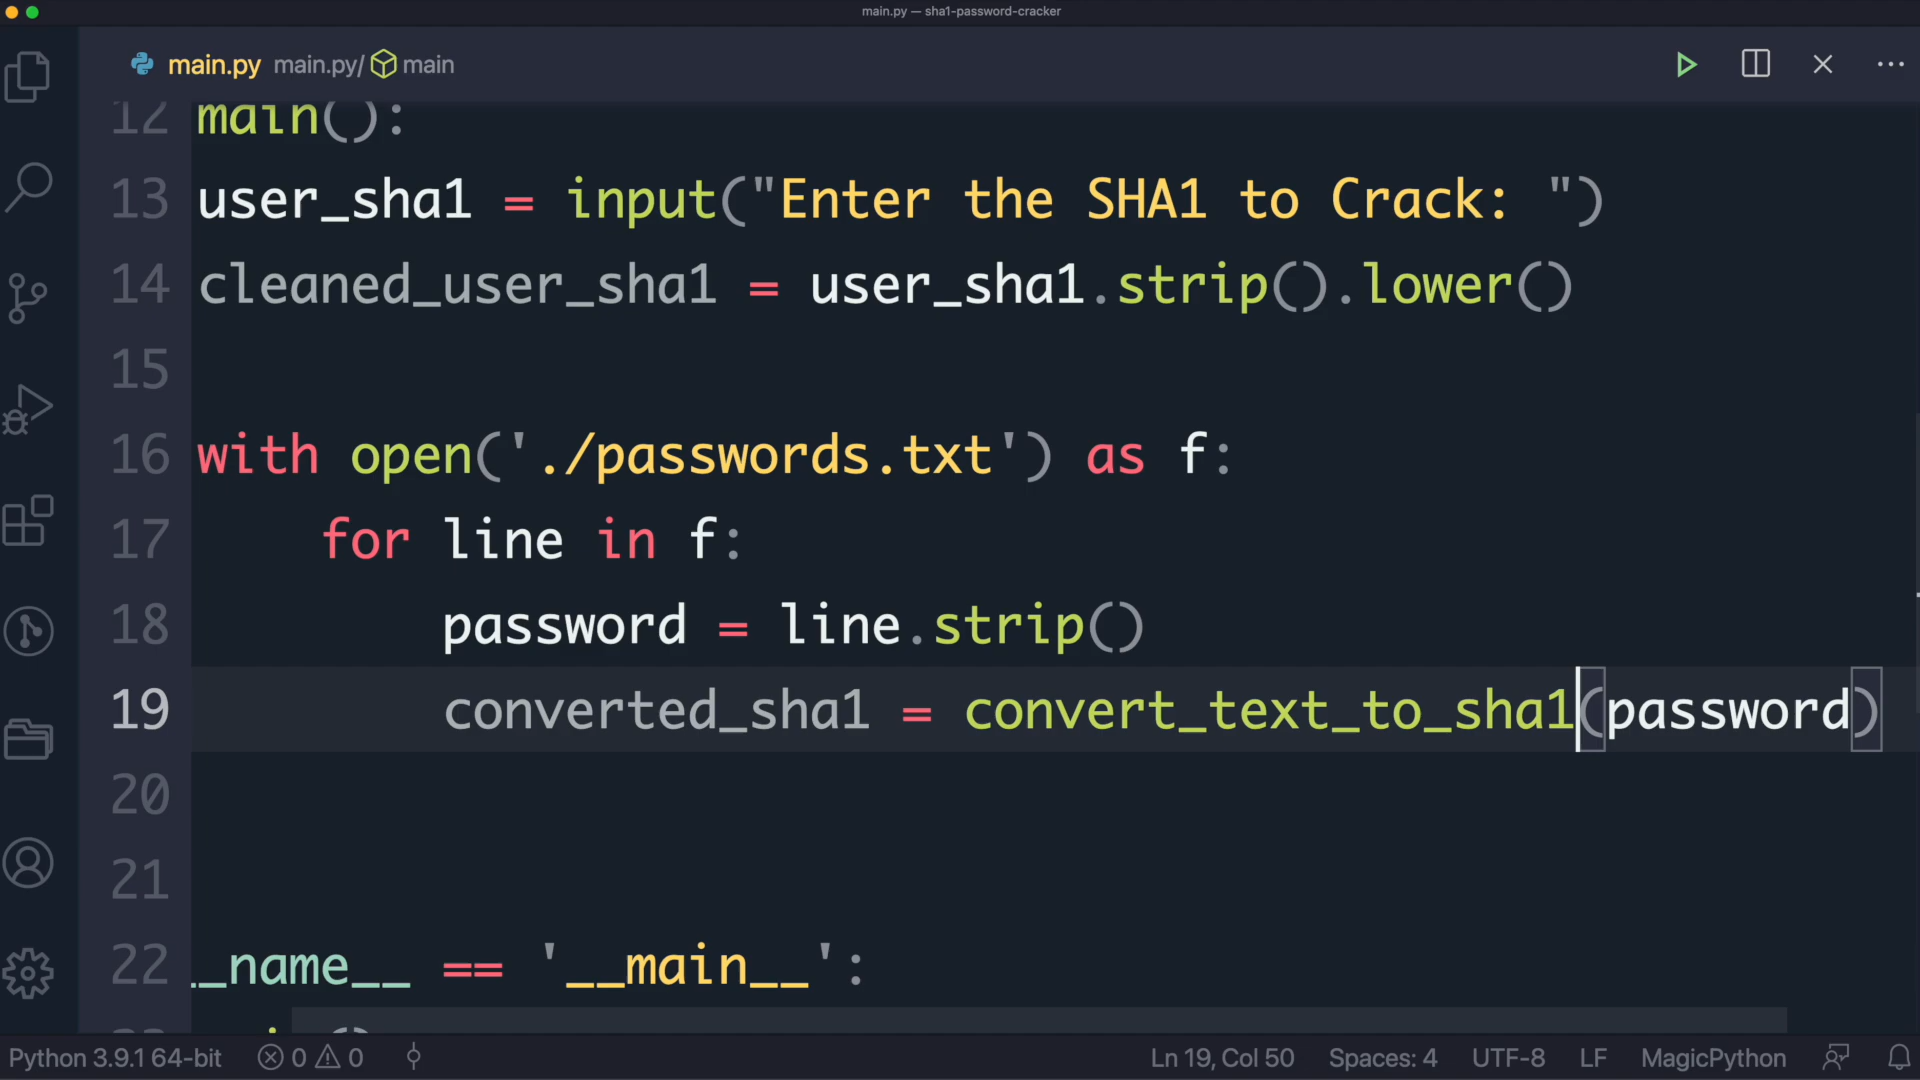 main.py — sha1-password-cracker
main.py main.py/ main
12 main():
13 user_sha1 = input("Enter the SHA1 to Crack: ")
14 cleaned_user_sha1 = user_sha1.strip().lower()
15
16 with open('./passwords.txt') as f:
17 for line in f:
18 password = line.strip()
19 converted_sha1 = convert_text_to_sha1(password)
20
21
22 __name__ == '__main__':
Python 3.9.1 64-bit 0 0 Ln 19, Col 50 Spaces: 4 UTF-8 LF MagicPython